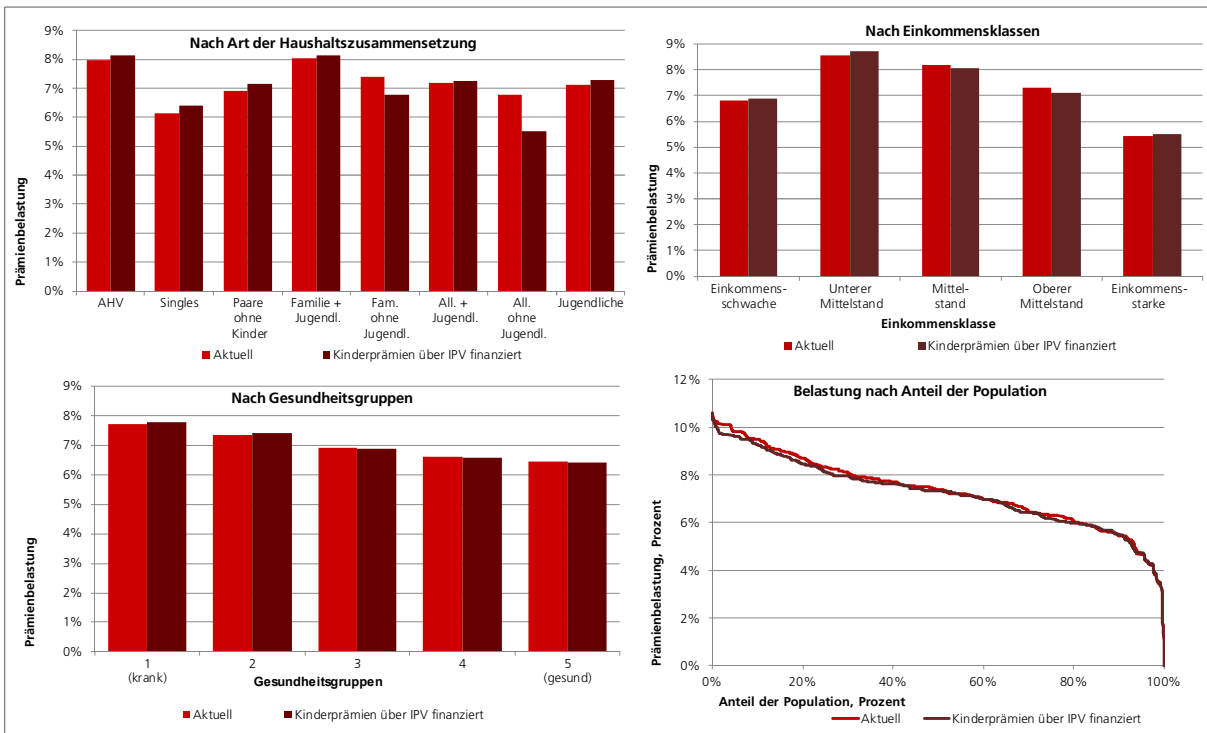 Nach Art der Haushaltszusammensetzung
Prämienbelastung
9%
8%
7%
6%
5%
4%
3%
2%
1%
0%
AHV
Singles
Paare
ohne
Kinder
Familie +
Jugendl.
Fam.
ohne
Jugendl.
All. +
Jugendl.
All.
ohne
Jugendl.
Jugendliche
Aktuell
Kinderprämien über IPV finanziert
Nach Einkommensklassen
Prämienbelastung
9%
8%
7%
6%
5%
4%
3%
2%
1%
0%
Einkommens-
schwache
Unterer
Mittelstand
Mittel-
stand
Oberer
Mittelstand
Einkommens-
starke
Einkommensklasse
Aktuell
Kinderprämien über IPV finanziert
Nach Gesundheitsgruppen
Prämienbelastung
9%
8%
7%
6%
5%
4%
3%
2%
1%
0%
1
(krank)
2
3
4
5
(gesund)
Gesundheitsgruppen
Aktuell
Kinderprämien über IPV finanziert
Belastung nach Anteil der Population
Prämienbelastung, Prozent
12%
10%
8%
6%
4%
2%
0%
0%
20%
40%
60%
80%
100%
Anteil der Population, Prozent
Aktuell
Kinderprämien über IPV finanziert